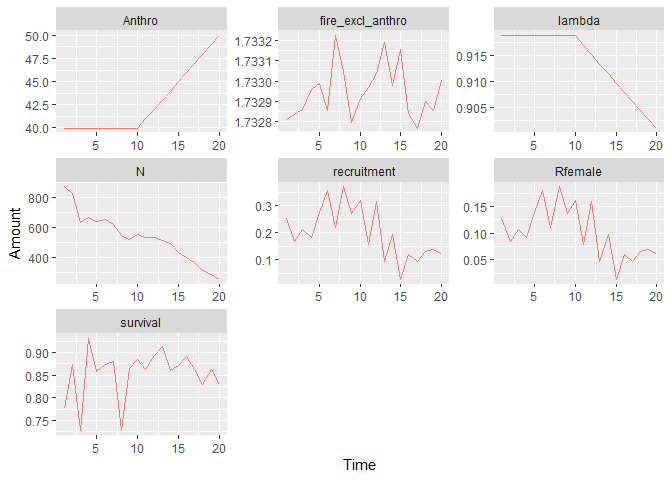 Anthro fire_excl_anthro lambda
50.0 1.7332 0.915
47.5 1.7331 0.910
45.0 1.7330 0.905
42.5 1.7329
40.0 1.7328
5 10 15 20 5 10 15 20 5 10 15 20
N recruitment Rfemale
800 0.3 0.15
600 0.2 0.10
400 0.1 0.05
5 10 15 20 5 10 15 20 5 10 15 20
survival
0.90
0.85
0.80
0.75
5 10 15 20
Amount
Time